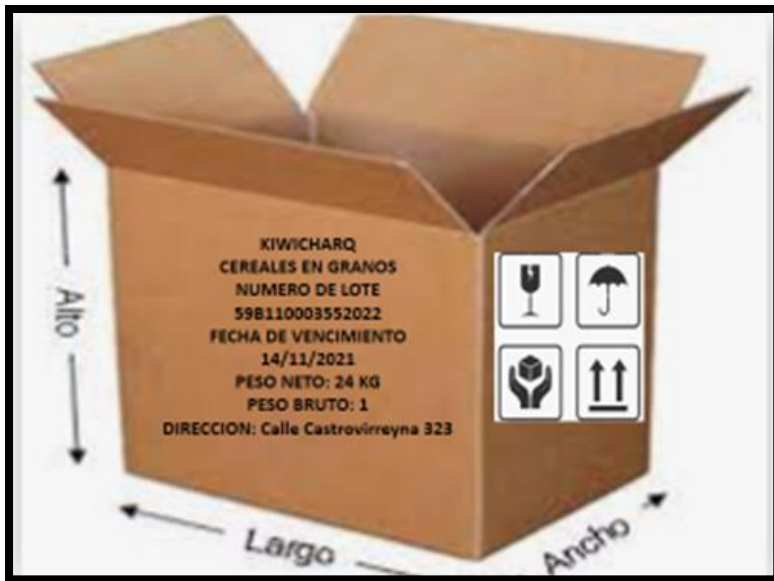 KIWICHARQ
CEREALES EN GRANOS
NUMERO DE LOTE
59B110003552022
FECHA DE VENCIMIENTO
14/11/2021
PESO NETO: 24 KG
PESO BRUTO: 1
DIRECCION: Calle Castrovirreyna 323
Alto
Largo
Ancho